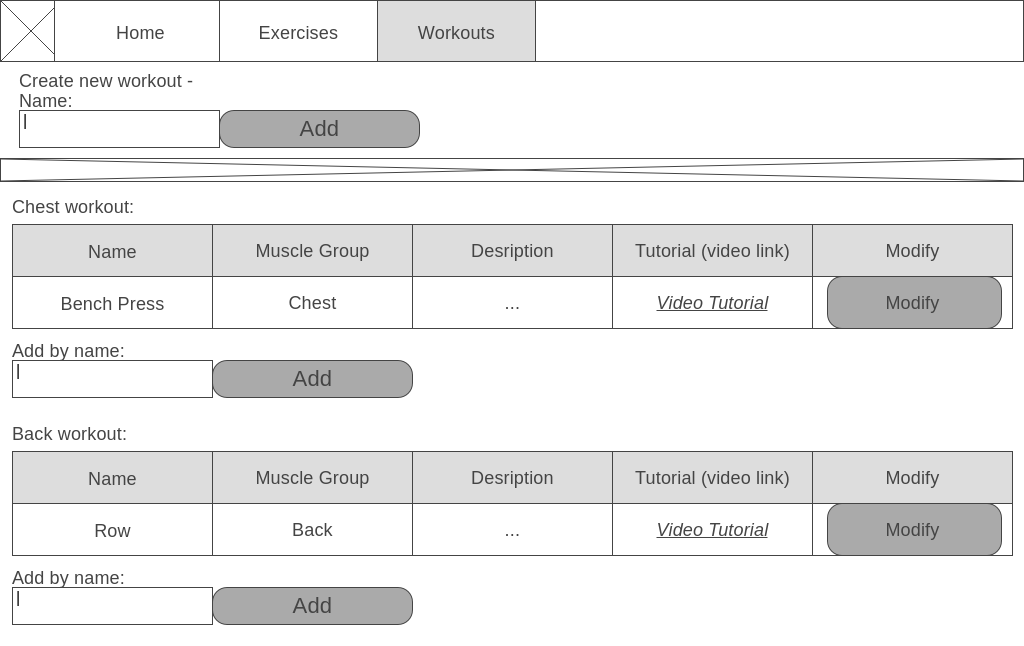 Home Exercises Workouts
Create new workout -
Name:
Add
Chest workout:
Name Muscle Group Desription Tutorial (video link) Modify
Bench Press Chest ... Video Tutorial Modify
Add by name:
Add
Back workout:
Name Muscle Group Desription Tutorial (video link) Modify
Row Back ... Video Tutorial Modify
Add by name:
Add